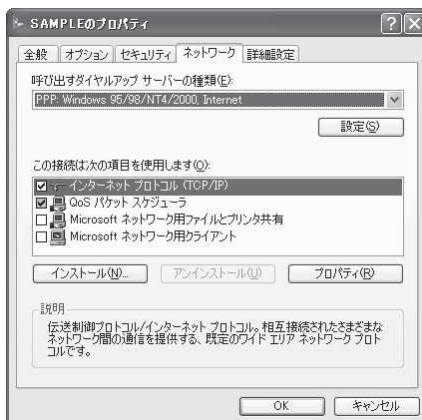 SAMPLEのプロパティ
全般 オプション セキュリティ ネットワーク 詳細設定
呼び出すダイヤルアップ サーバーの種類(E):
PPP: Windows 95/98/NT4/2000, Internet
設定(S)
この接続は次の項目を使用します(O):
インターネット プロトコル (TCP/IP)
QoS パケット スケジューラ
Microsoft ネットワーク用ファイルとプリンタ共有
Microsoft ネットワーク用クライアント
インストール(N)... アンインストール(U) プロパティ(R)
説明
伝送制御プロトコル/インターネット プロトコル。相互接続されたさまざまな
ネットワーク間の通信を提供する、既定のワイド エリア ネットワーク プロト
コルです。
OK キャンセル